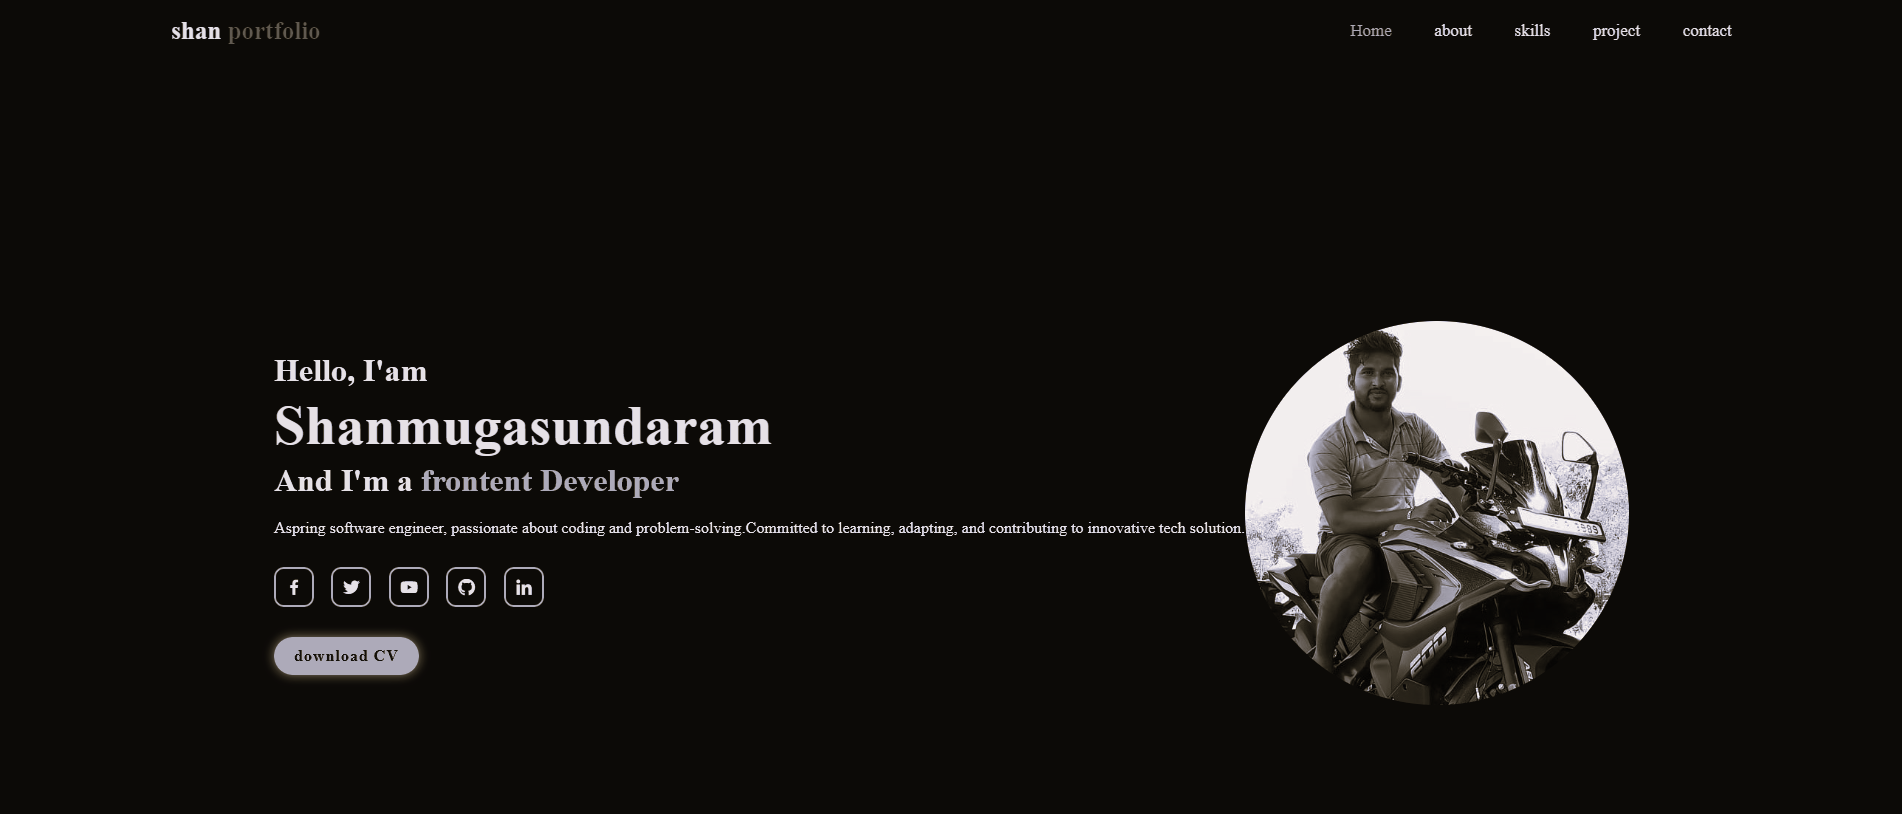 shan portfolio
Home about skills project contact
Hello, I'am
Shanmugasundaram
And I'm a frontent Developer
Aspring software engineer, passionate about coding and problem-solving.Committed to learning, adapting, and contributing to innovative tech solution.
download CV